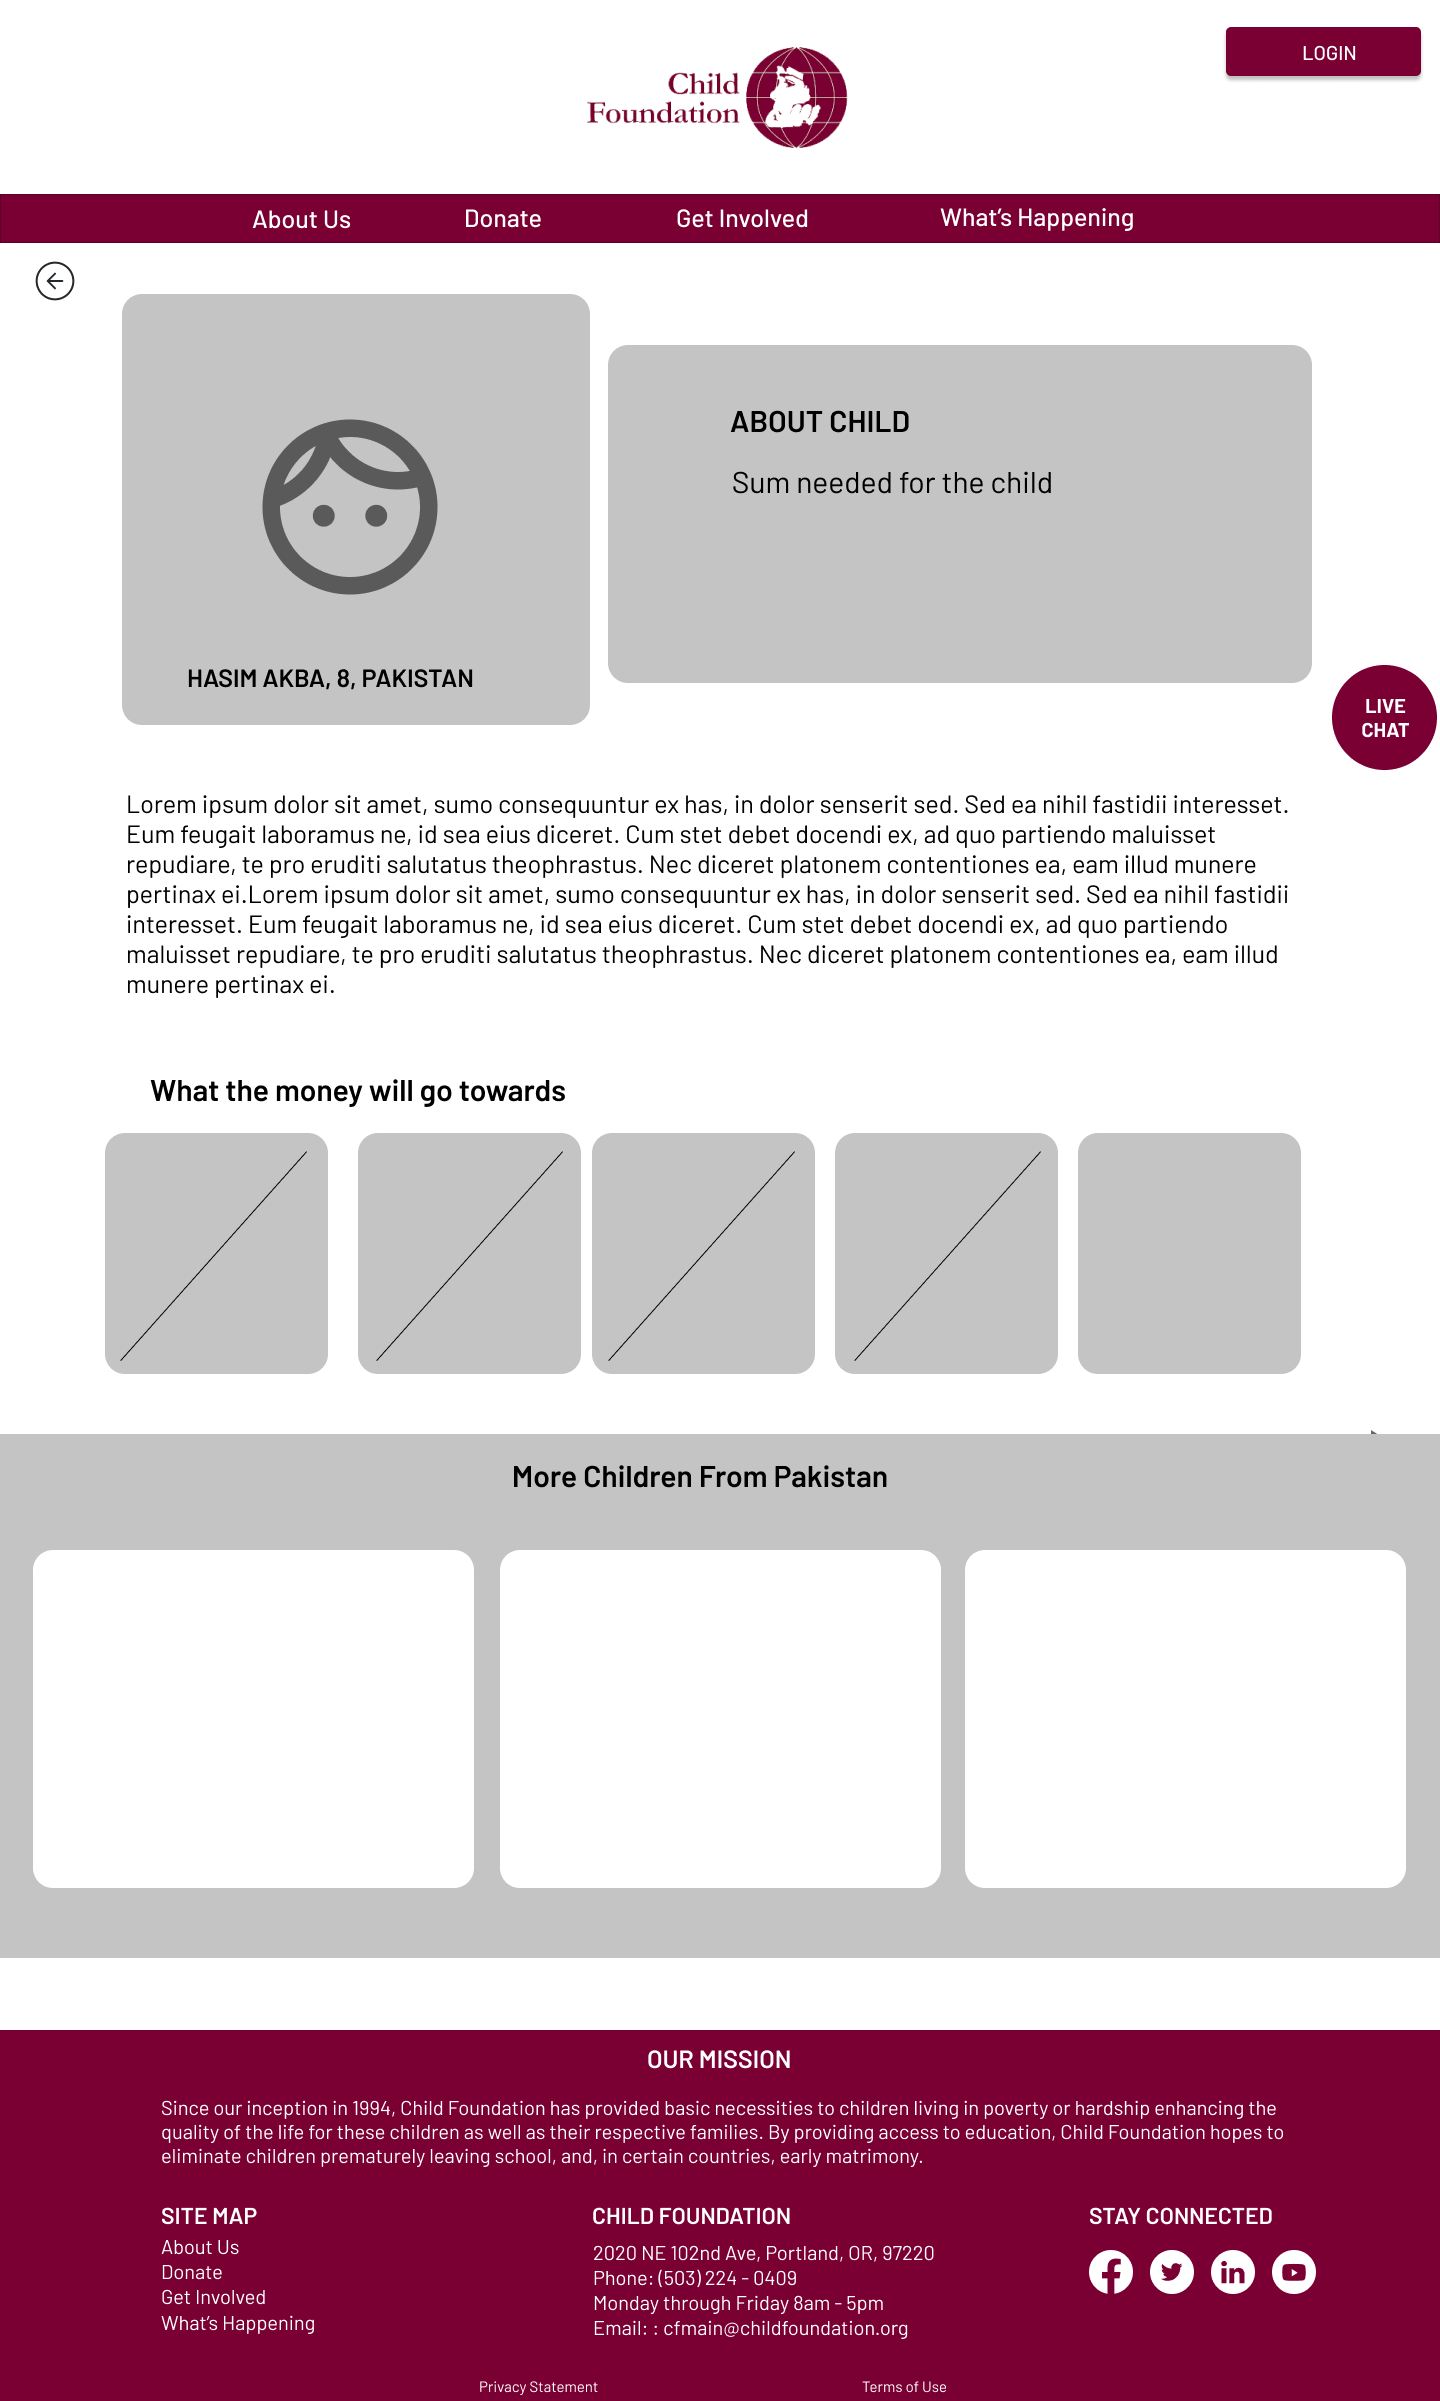 LOGIN
Child
Foundation
About Us
Donate
Get Involved
What's Happening
ABOUT CHILD
Sum needed for the child
HASIM AKBA, 8, PAKISTAN
LIVE
CHAT
Lorem ipsum dolor sit amet, sumo consequuntur ex has, in dolor senserit sed. Sed ea nihil fastidii interesset.
Eum feugait laboramus ne, id sea eius diceret. Cum stet debet docendi ex, ad quo partiendo maluisset
repudiare, te pro eruditi salutatus theophrastus. Nec diceret platonem contentiones ea, eam illud munere
pertinax ei.Lorem ipsum dolor sit amet, sumo consequuntur ex has, in dolor senserit sed. Sed ea nihil fastidii
interesset. Eum feugait laboramus ne, id sea eius diceret. Cum stet debet docendi ex, ad quo partiendo
maluisset repudiare, te pro eruditi salutatus theophrastus. Nec diceret platonem contentiones ea, eam illud
munere pertinax ei.
What the money will go towards
More Children From Pakistan
OUR MISSION
Since our inception in 1994, Child Foundation has provided basic necessities to children living in poverty or hardship enhancing the
quality of the life for these children as well as their respective families. By providing access to education, Child Foundation hopes to
eliminate children prematurely leaving school, and, in certain countries, early matrimony.
SITE MAP
About Us
Donate
Get Involved
What's Happening
CHILD FOUNDATION
2020 NE 102nd Ave, Portland, OR, 97220
Phone: (503) 224 - 0409
Monday through Friday 8am - 5pm
Email: : cfmain@childfoundation.org
STAY CONNECTED
Privacy Statement
Terms of Use